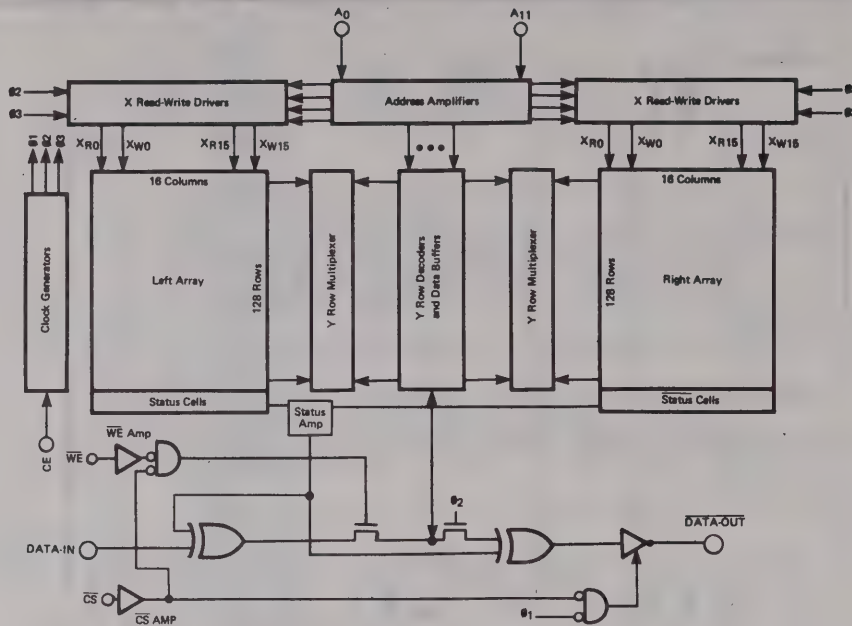 A0
A11
ø2
ø3
X Read-Write Drivers
Address Amplifiers
X Read-Write Drivers
ø1
ø2
ø3
XR0
XW0
XR15
XW15
XR0
XW0
XR15
XW15
16 Columns
16 Columns
Clock Generators
Left Array
128 Rows
Y Row Multiplexer
Y Row Decoders
and Data Buffers
Y Row Multiplexer
128 Rows
Right Array
Status Cells
Status
Amp
Status Cells
CE
WE
WE Amp
ø2
DATA-IN
DATA-OUT
CS
CS AMP
ø1